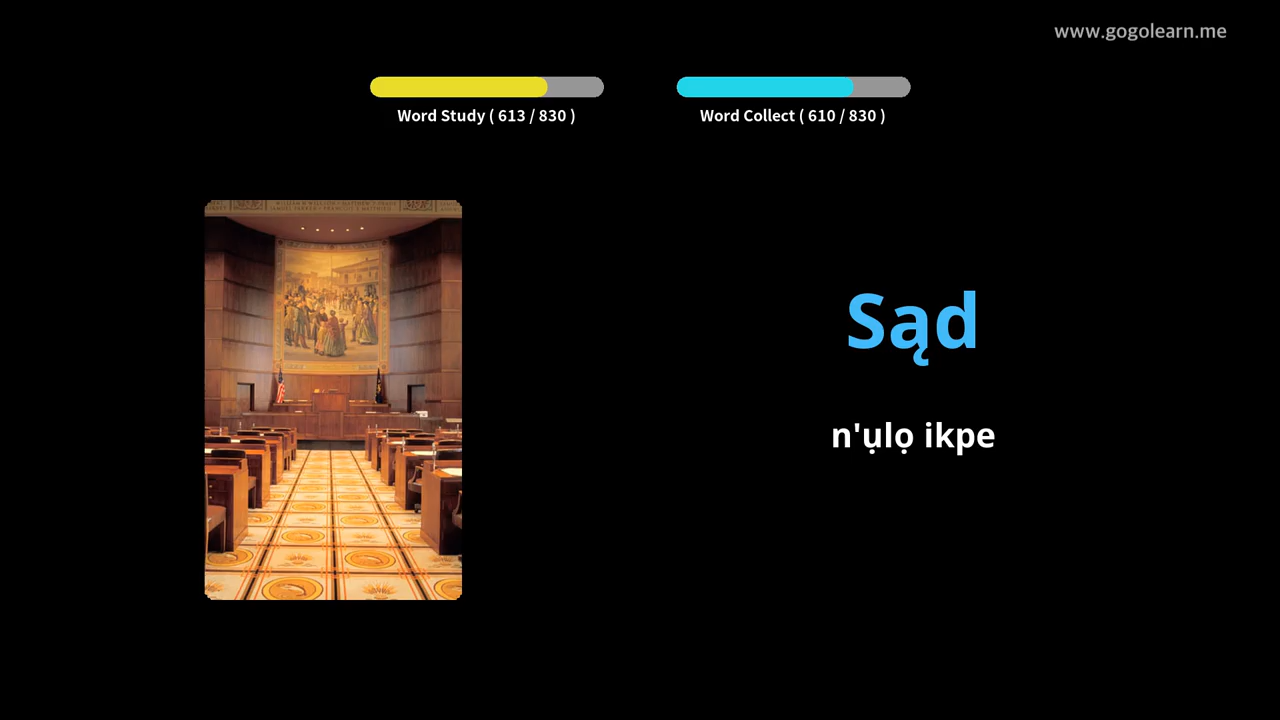 www.gogolearn.me
Word Study ( 613 / 830 )
Word Collect ( 610 / 830 )
Sąd
n'ụlọ ikpe